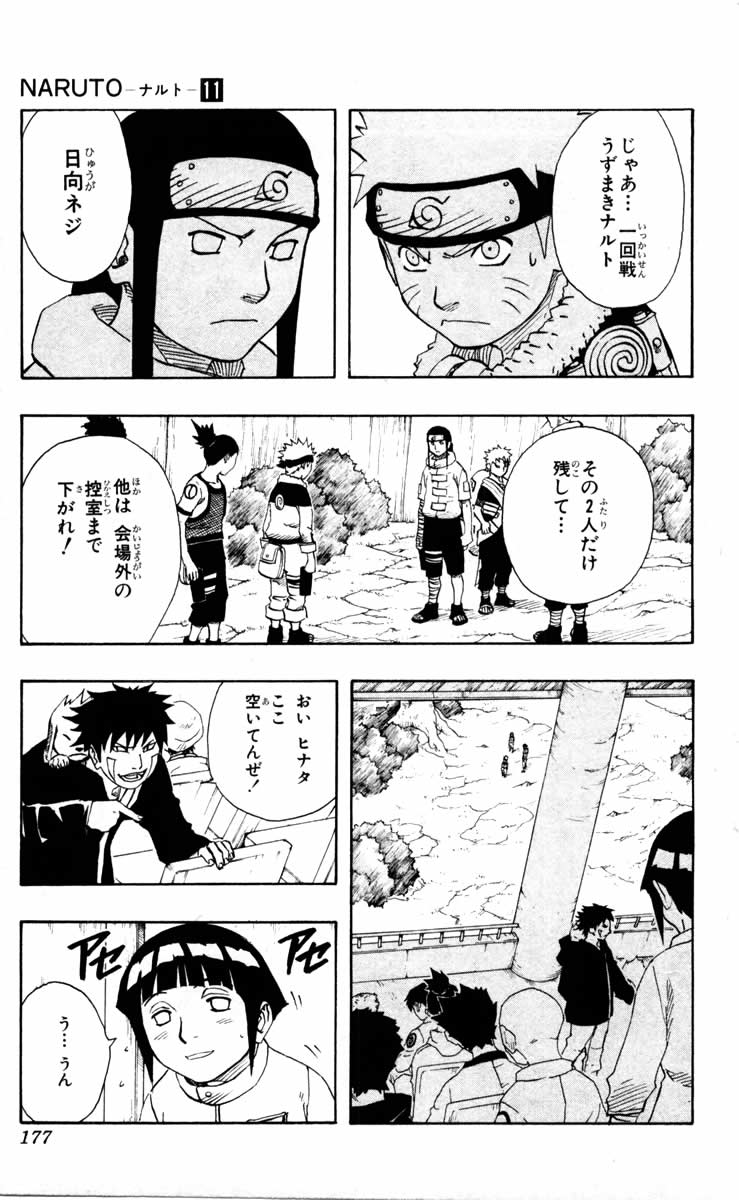 NARUTO―ナルト― 11
じゃあ… 一回戦
うずまきナルト
日向ネジ
その2人だけ
残して…
他は 会場外の
控室まで
下がれ!
おい ヒナタ
ここ
空いてんぜ!
アセ
アセ
う… うん
177